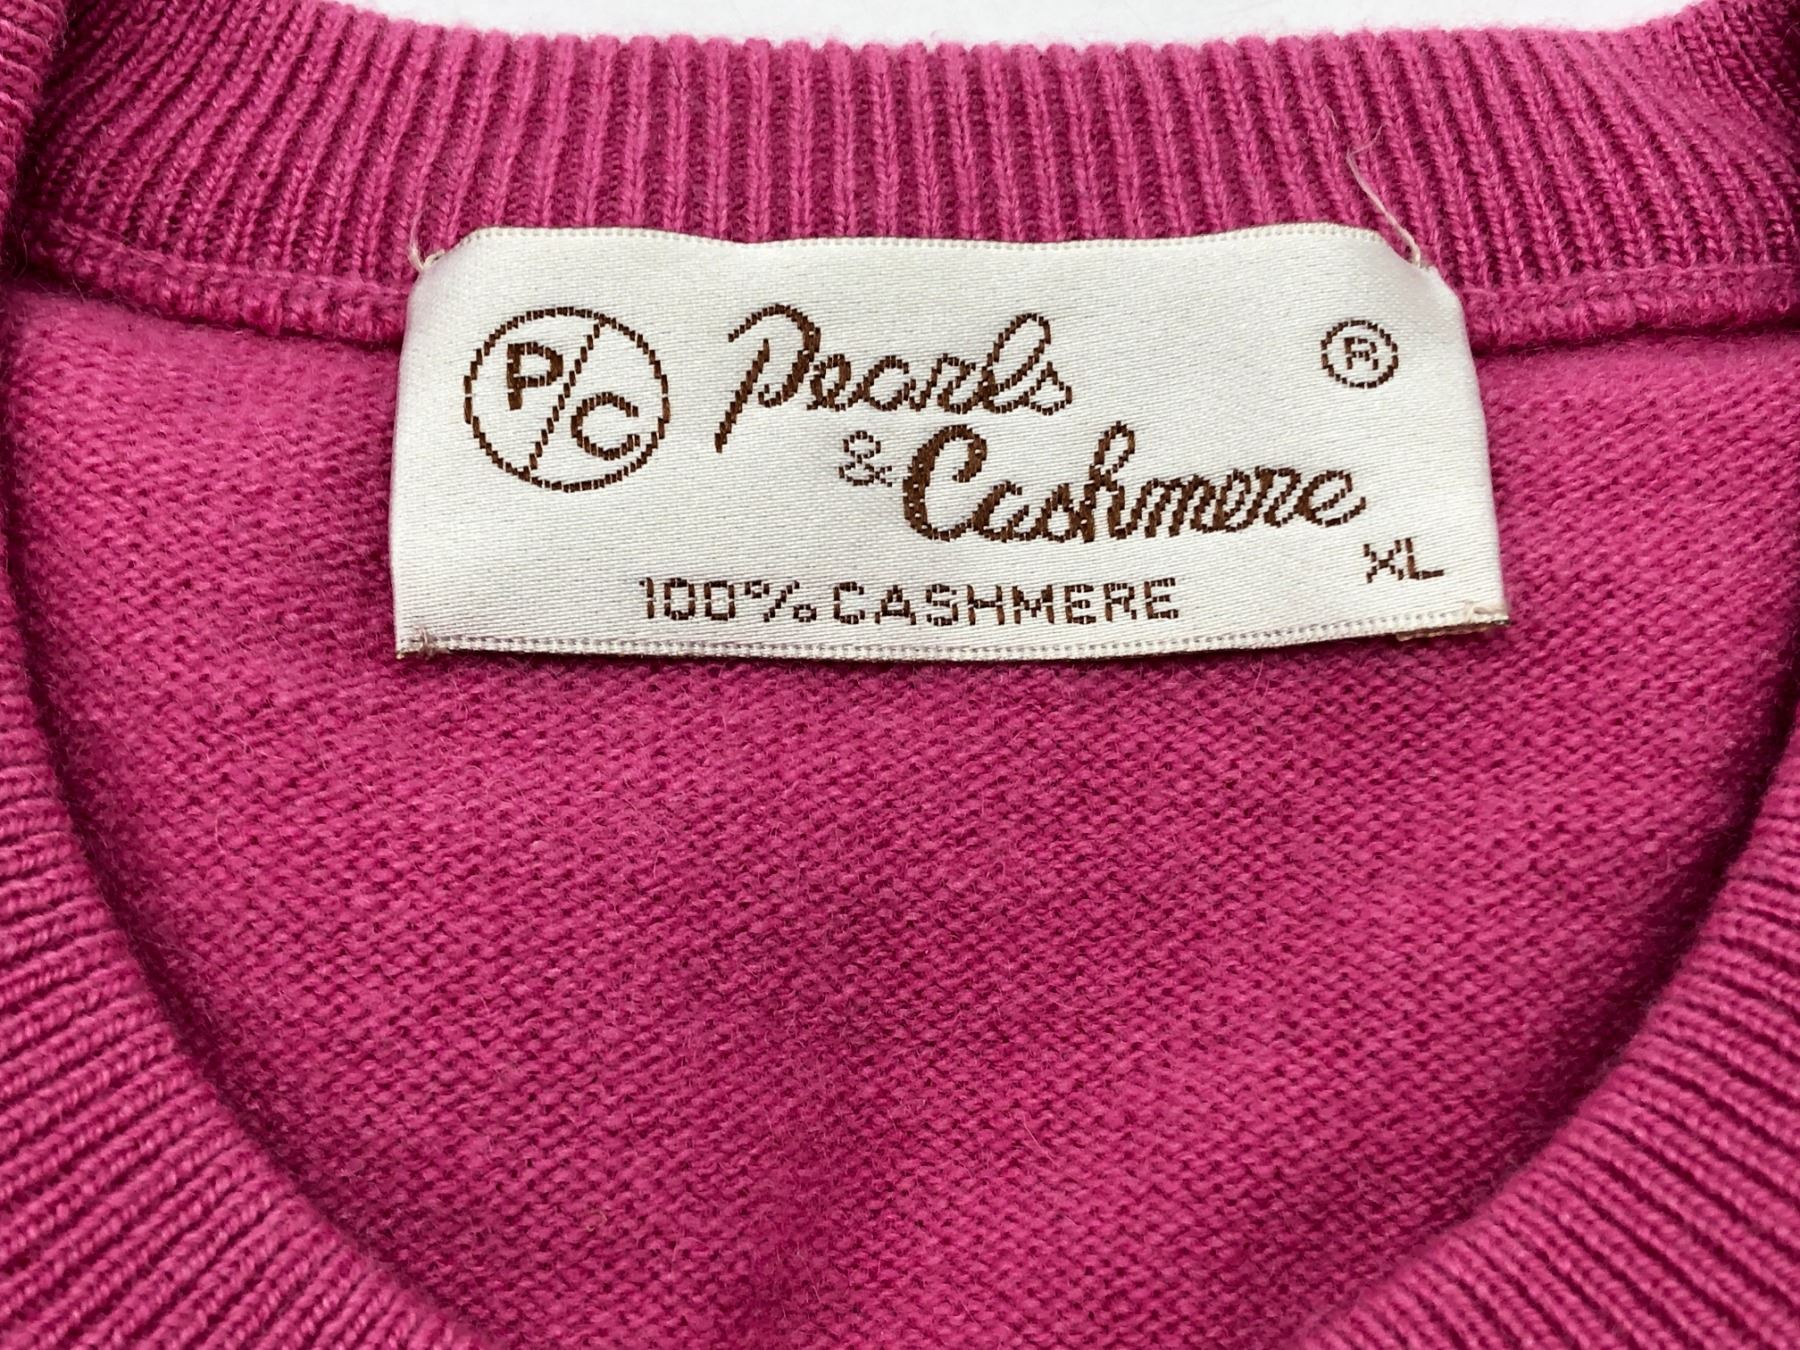 P/C
Pearls ®
& Cashmere
XL
100% CASHMERE